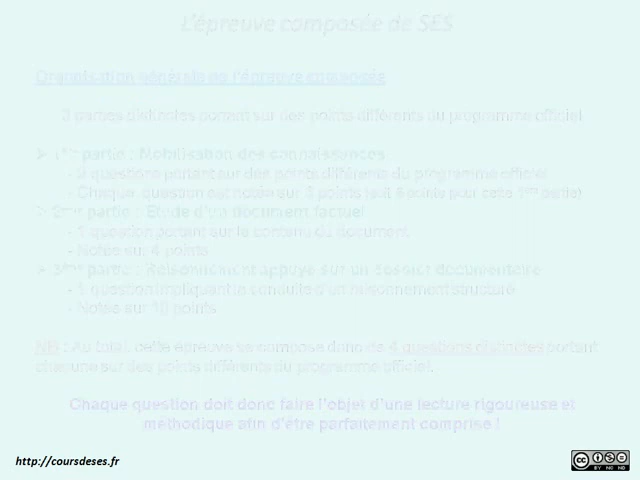 L'épreuve composée de SES
Organisation générale de l'épreuve composée
3 parties distinctes portant sur des points différents du programme officiel
➢ 1ère partie : Mobilisation des connaissances
- 2 questions portant sur des points différents du programme officiel
- Chaque question est notée sur 3 points (soit 6 points pour cette 1ère partie)
➢ 2ème partie : Etude d'un document factuel
- 1 question portant sur le contenu du document
- Notée sur 4 points
➢ 3ème partie : Raisonnement appuyé sur un dossier documentaire
- 1 question impliquant la conduite d'un raisonnement structuré
- Notée sur 10 points
NB : Au total, cette épreuve se compose donc de 4 questions distinctes portant
chacune sur des points différents du programme officiel.
Chaque question doit donc faire l'objet d'une lecture rigoureuse et
méthodique afin d'être parfaitement comprise !
http://coursdeses.fr
cc BY NC ND